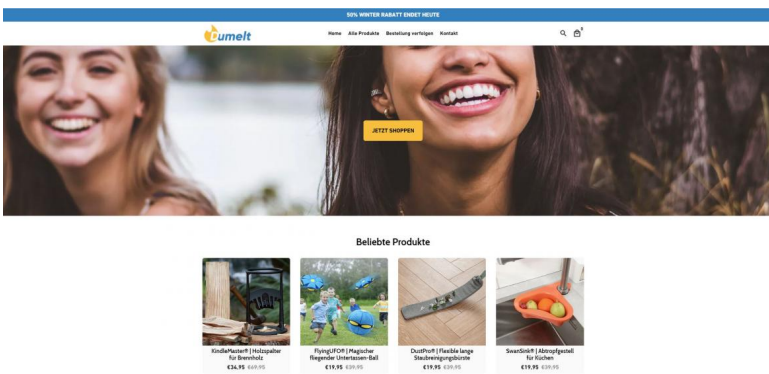 50% WINTER RABATT ENDET HEUTE
Dumelt
Home Alle Produkte Bestellung verfolgen Kontakt
0
JETZT SHOPPEN
Beliebte Produkte
KindleMaster® | Holzspalter
für Brennholz
€34,95 €69,95
FlyingUFO® | Magischer
fliegender Untertassen-Ball
€19,95 €39,95
DustPro® | Flexible lange
Staubreinigungsbürste
€19,95 €39,95
SwanSink® | Abtropfgestell
für Küchen
€19,95 €39,95